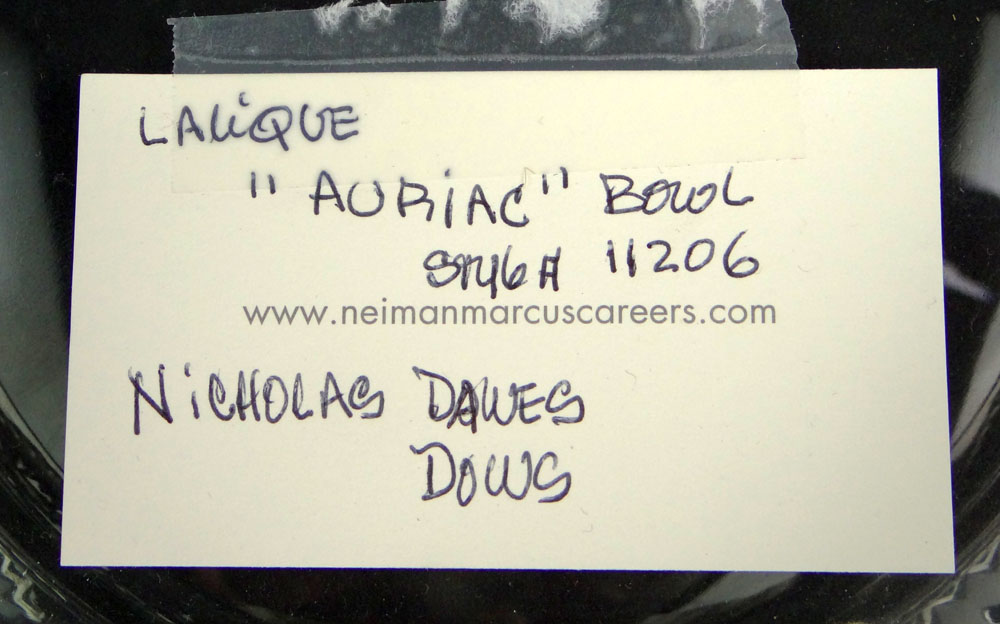 LALiQUE
"AURiAC" BOWL
STYLE# 11206
www.neimanmarcuscareers.com
NiCHOLAS DAWES
DOWS